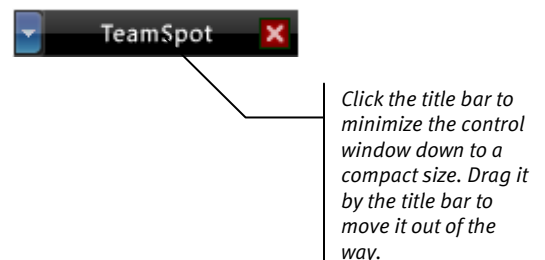 TeamSpot
Click the title bar to
minimize the control
window down to a
compact size. Drag it
by the title bar to
move it out of the
way.